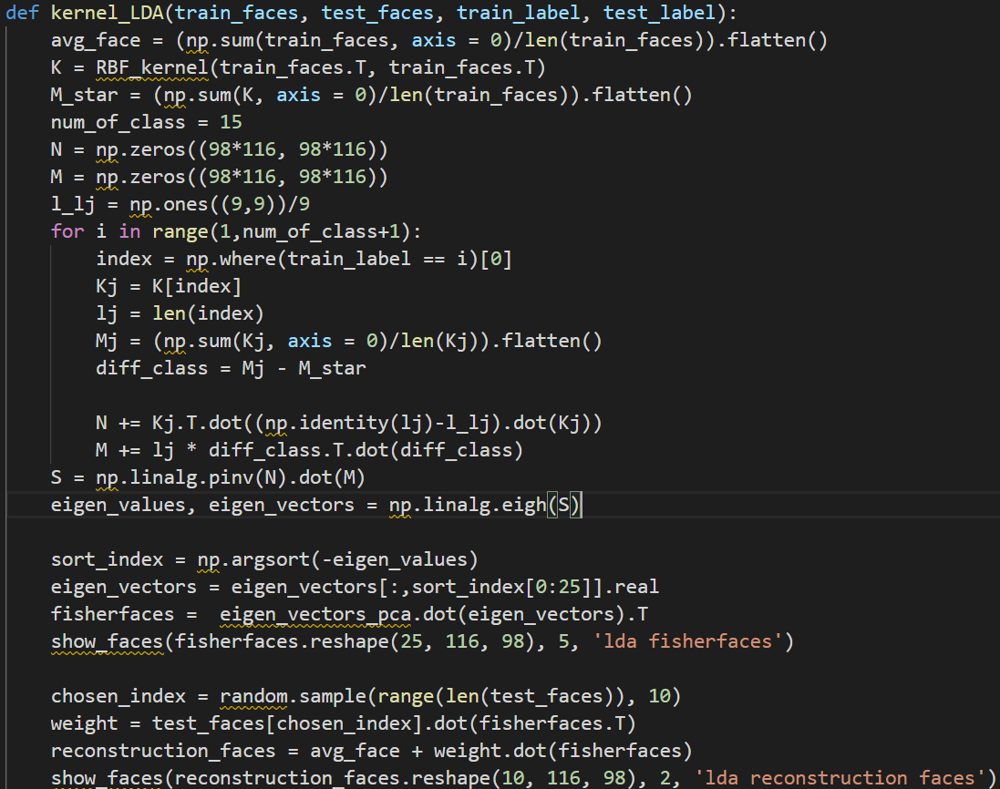 def kernel_LDA(train_faces, test_faces, train_label, test_label):
    avg_face = (np.sum(train_faces, axis = 0)/len(train_faces)).flatten()
    K = RBF_kernel(train_faces.T, train_faces.T)
    M_star = (np.sum(K, axis = 0)/len(train_faces)).flatten()
    num_of_class = 15
    N = np.zeros((98*116, 98*116))
    M = np.zeros((98*116, 98*116))
    l_lj = np.ones((9,9))/9
    for i in range(1,num_of_class+1):
        index = np.where(train_label == i)[0]
        Kj = K[index]
        lj = len(index)
        Mj = (np.sum(Kj, axis = 0)/len(Kj)).flatten()
        diff_class = Mj - M_star

        N += Kj.T.dot((np.identity(lj)-l_lj).dot(Kj))
        M += lj * diff_class.T.dot(diff_class)
    S = np.linalg.pinv(N).dot(M)
    eigen_values, eigen_vectors = np.linalg.eigh(S)

    sort_index = np.argsort(-eigen_values)
    eigen_vectors = eigen_vectors[:,sort_index[0:25]].real
    fisherfaces =  eigen_vectors_pca.dot(eigen_vectors).T
    show_faces(fisherfaces.reshape(25, 116, 98), 5, 'lda fisherfaces')

    chosen_index = random.sample(range(len(test_faces)), 10)
    weight = test_faces[chosen_index].dot(fisherfaces.T)
    reconstruction_faces = avg_face + weight.dot(fisherfaces)
    show_faces(reconstruction_faces.reshape(10, 116, 98), 2, 'lda reconstruction faces')